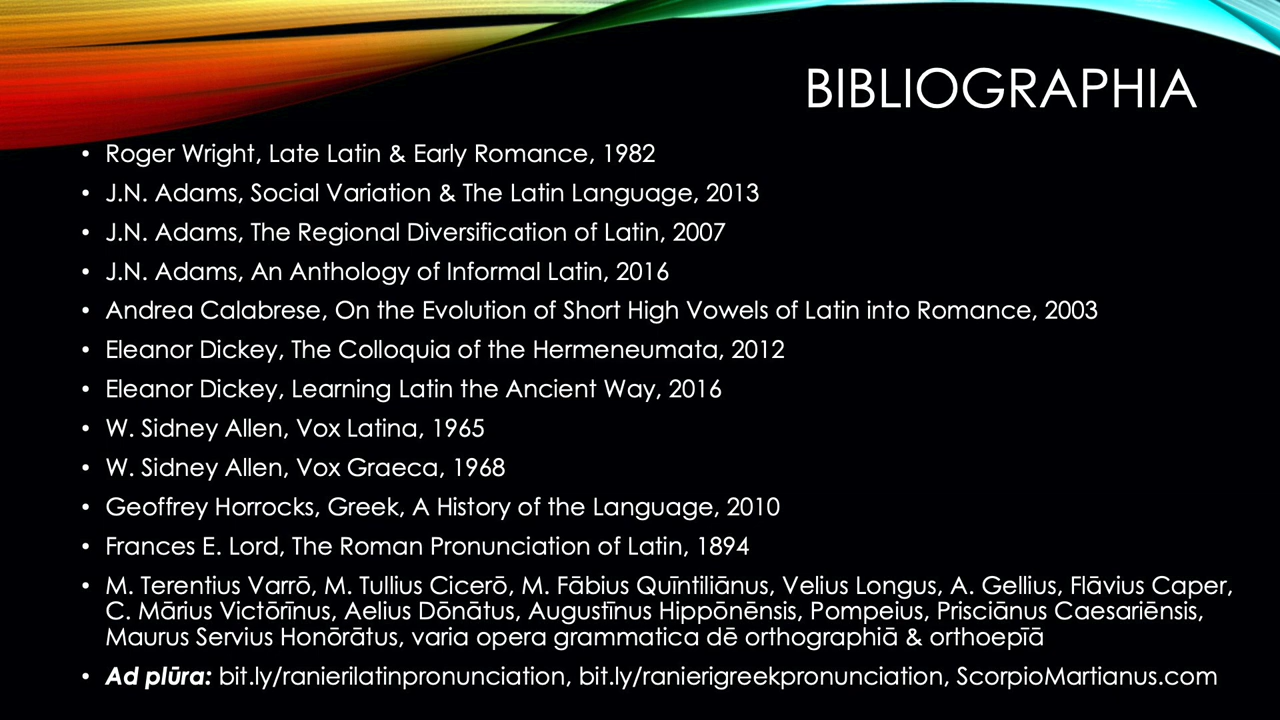 BIBLIOGRAPHIA
• Roger Wright, Late Latin & Early Romance, 1982
• J.N. Adams, Social Variation & The Latin Language, 2013
• J.N. Adams, The Regional Diversification of Latin, 2007
• J.N. Adams, An Anthology of Informal Latin, 2016
• Andrea Calabrese, On the Evolution of Short High Vowels of Latin into Romance, 2003
• Eleanor Dickey, The Colloquia of the Hermeneumata, 2012
• Eleanor Dickey, Learning Latin the Ancient Way, 2016
• W. Sidney Allen, Vox Latina, 1965
• W. Sidney Allen, Vox Graeca, 1968
• Geoffrey Horrocks, Greek, A History of the Language, 2010
• Frances E. Lord, The Roman Pronunciation of Latin, 1894
• M. Terentius Varrō, M. Tullius Cicerō, M. Fābius Quīntiliānus, Velius Longus, A. Gellius, Flāvius Caper,
C. Mārius Victōrīnus, Aelius Dōnātus, Augustīnus Hippōnēnsis, Pompeius, Prisciānus Caesariēnsis,
Maurus Servius Honōrātus, varia opera grammatica dē orthographiā & orthoepīā
• Ad plūra: bit.ly/ranierilatinpronunciation, bit.ly/ranierigreekpronunciation, ScorpioMartianus.com